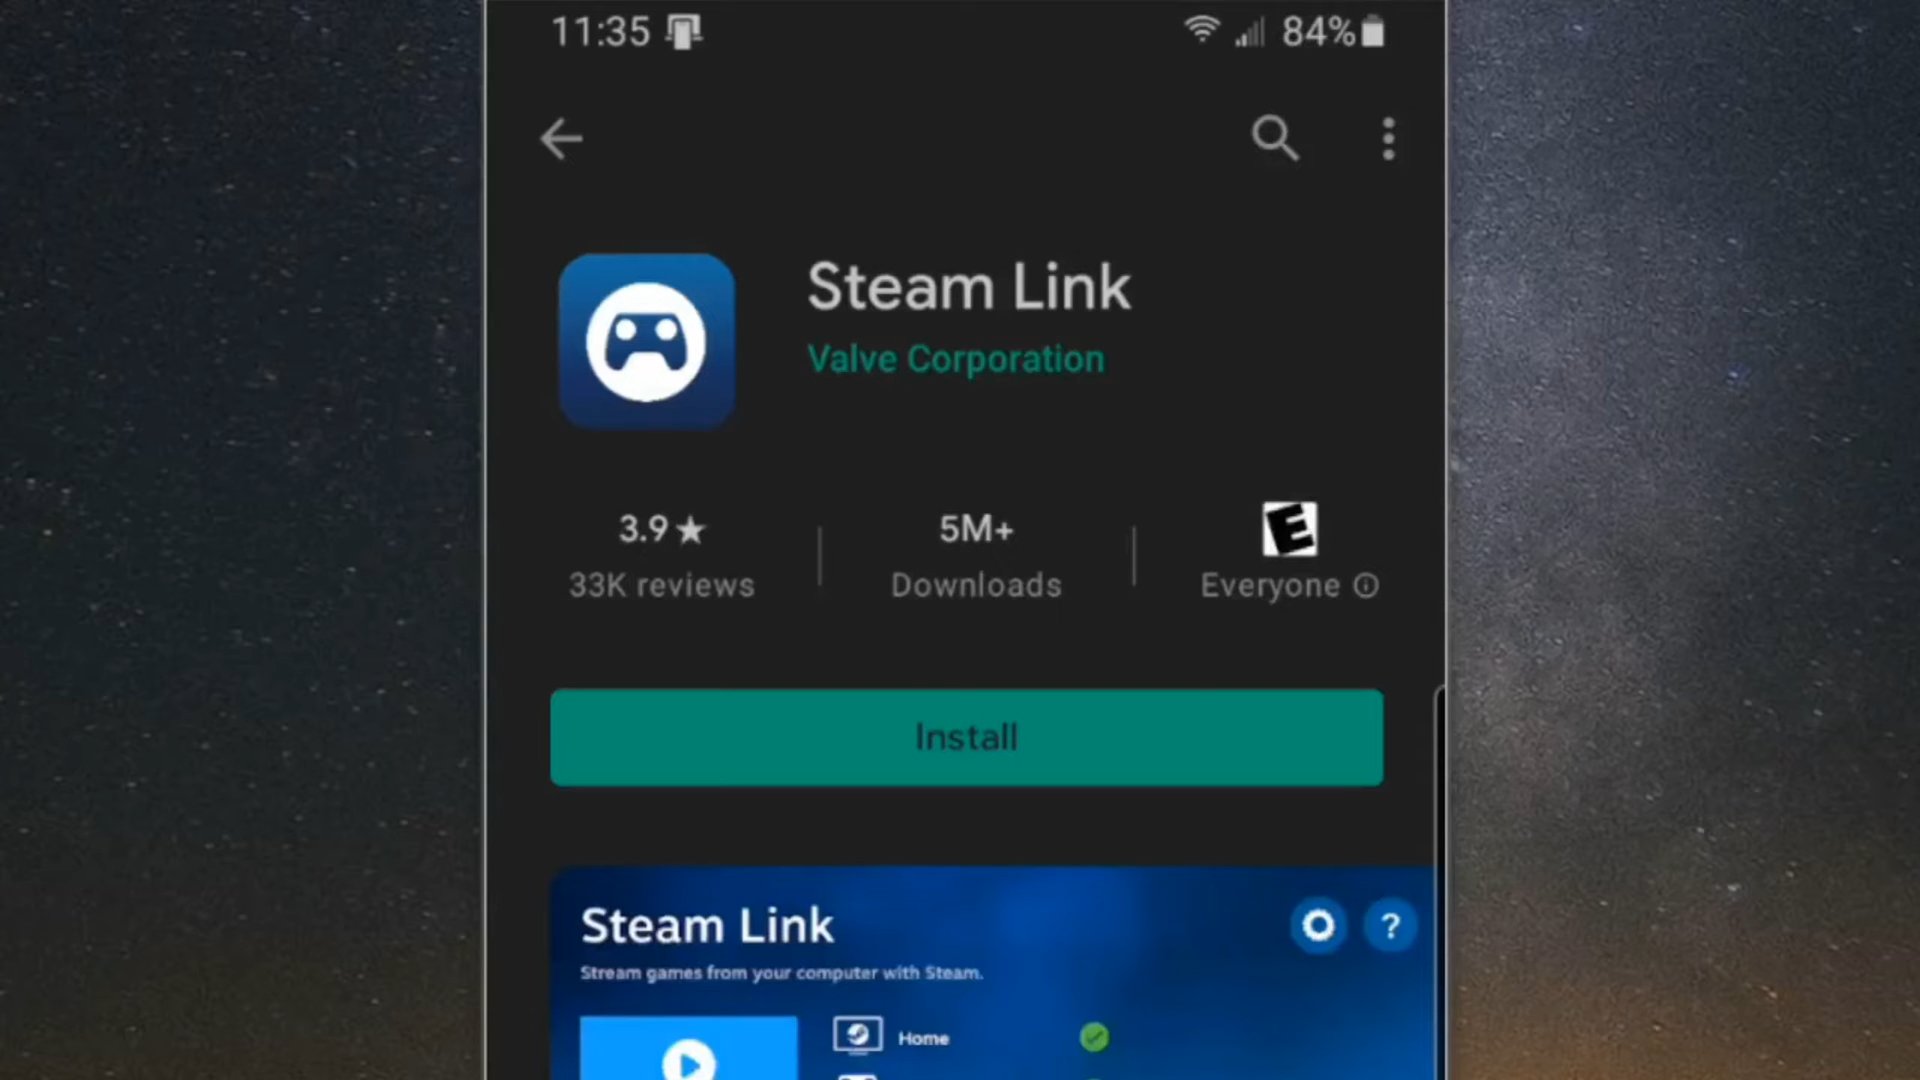 11:35 84%
Steam Link
Valve Corporation
3.9★ 5M+ E
33K reviews Downloads Everyone
Install
Steam Link ?
Stream games from your computer with Steam.
Home